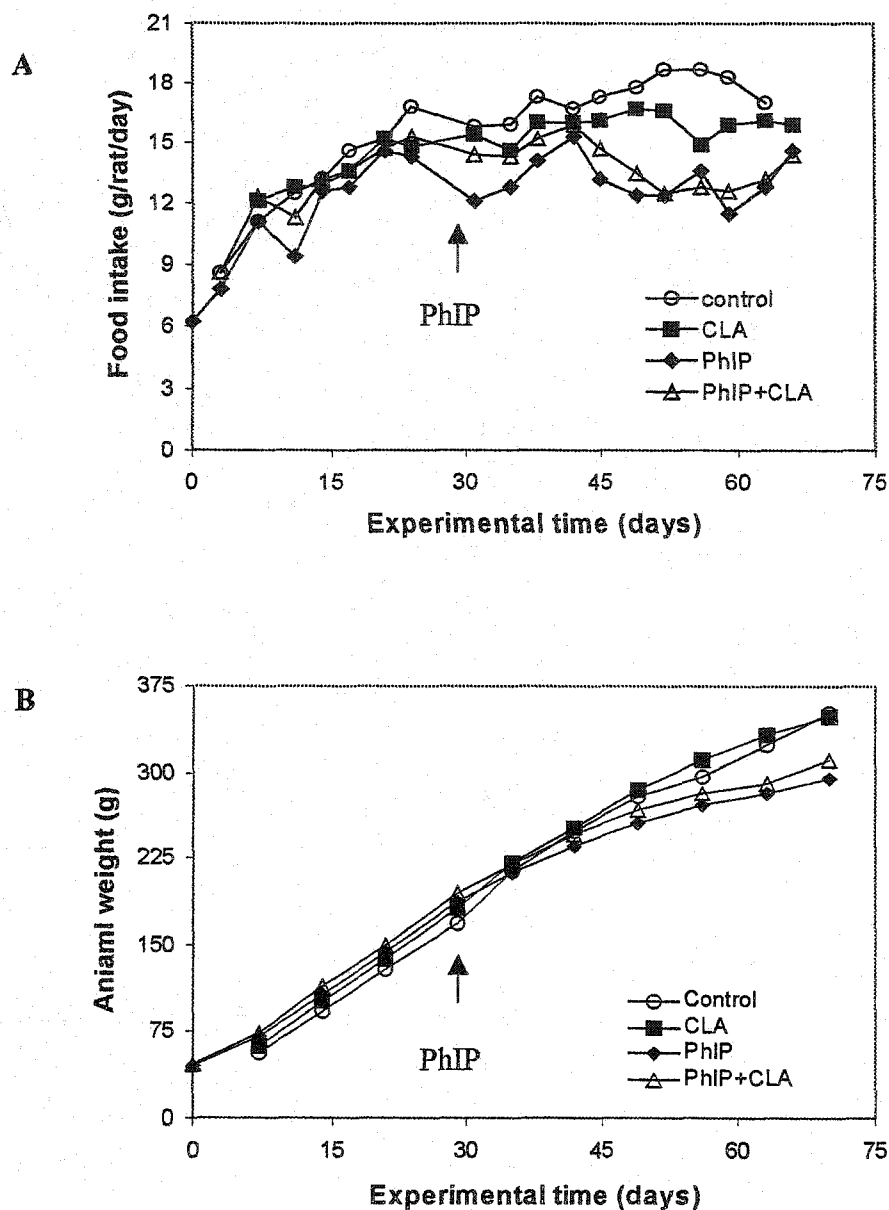 A
Food intake (g/rat/day)
21
18
15
12
9
6
3
0
PhIP
control
CLA
PhIP
PhIP+CLA
0 15 30 45 60 75
Experimental time (days)
B
Aniaml weight (g)
375
300
225
150
75
0
PhIP
Control
CLA
PhIP
PhIP+CLA
0 15 30 45 60 75
Experimental time (days)